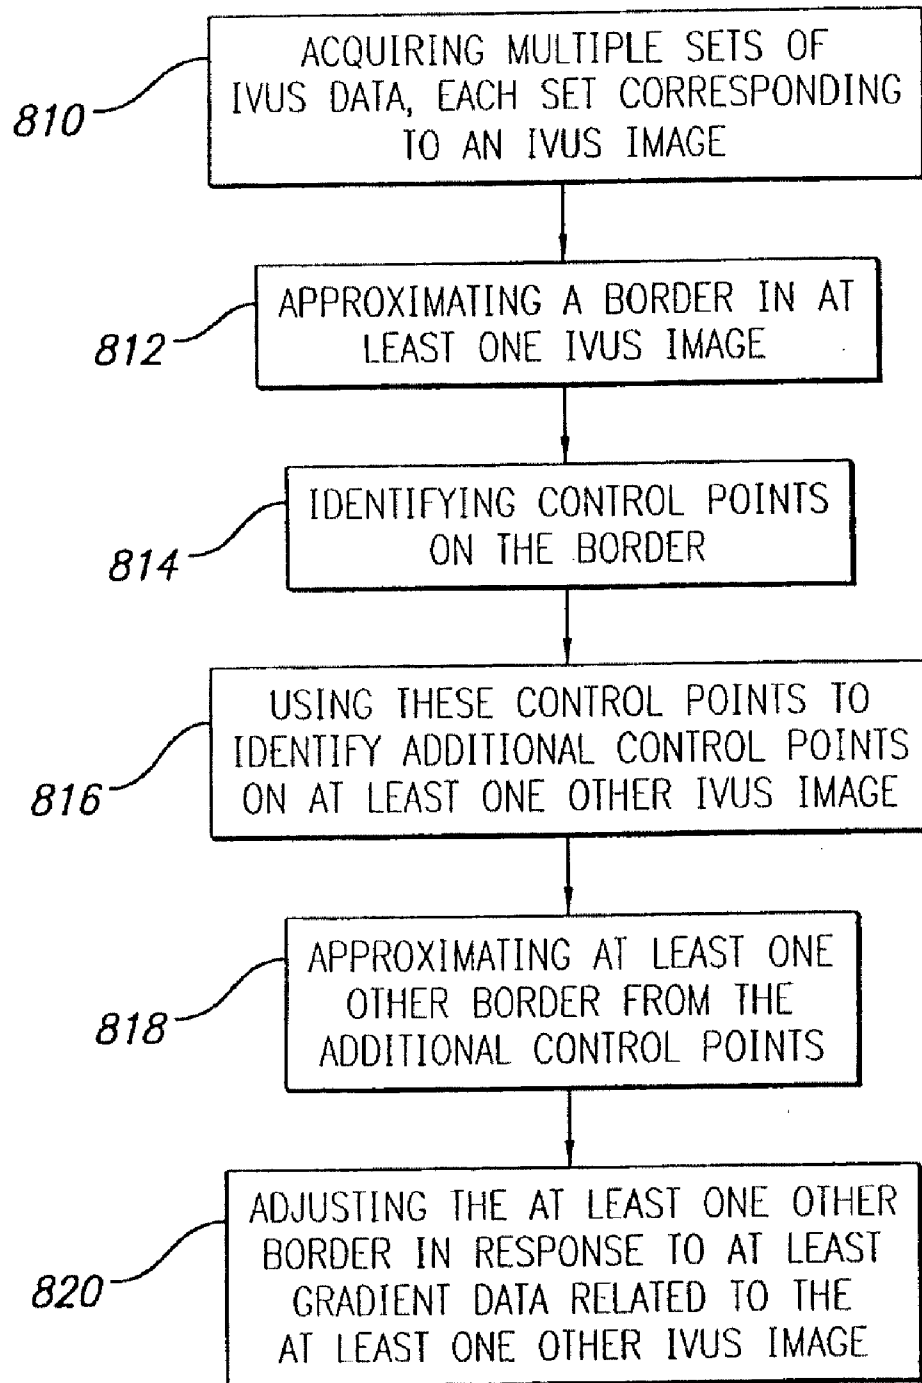 ACQUIRING MULTIPLE SETS OF
IVUS DATA, EACH SET CORRESPONDING
TO AN IVUS IMAGE
810
APPROXIMATING A BORDER IN AT
LEAST ONE IVUS IMAGE
812
IDENTIFYING CONTROL POINTS
ON THE BORDER
814
USING THESE CONTROL POINTS TO
IDENTIFY ADDITIONAL CONTROL POINTS
ON AT LEAST ONE OTHER IVUS IMAGE
816
APPROXIMATING AT LEAST ONE
OTHER BORDER FROM THE
ADDITIONAL CONTROL POINTS
818
ADJUSTING THE AT LEAST ONE OTHER
BORDER IN RESPONSE TO AT LEAST
GRADIENT DATA RELATED TO THE
AT LEAST ONE OTHER IVUS IMAGE
820